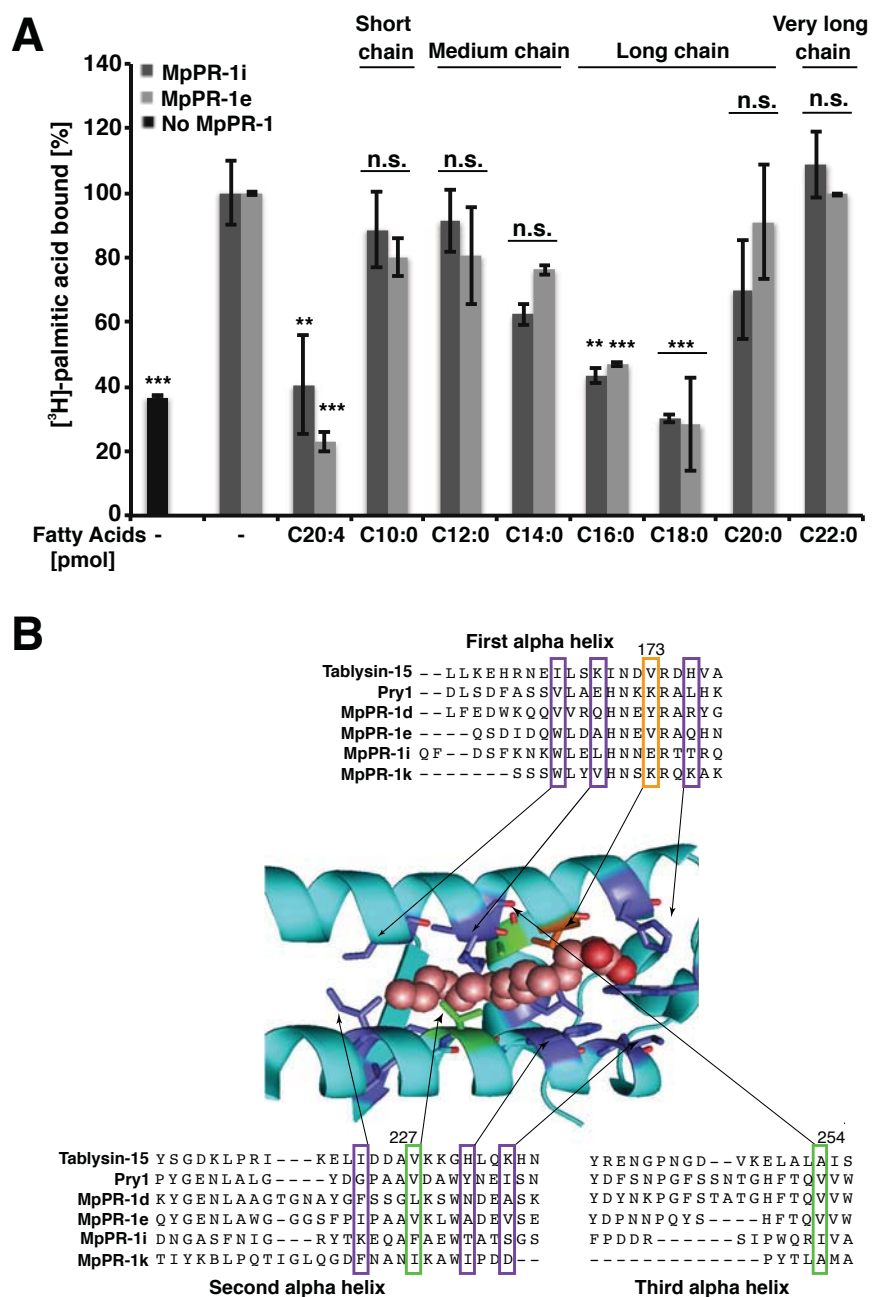 A
Short chain
Medium chain
Long chain
Very long chain
[³H]-palmitic acid bound [%]
140
120
100
80
60
40
20
0
MpPR-1i
MpPR-1e
No MpPR-1
***
**
***
n.s.
n.s.
n.s.
** ***
***
n.s.
n.s.
Fatty Acids [pmol]
- - C20:4 C10:0 C12:0 C14:0 C16:0 C18:0 C20:0 C22:0
B
First alpha helix
173
Tablysin-15 --LLKEHRNEILSKINDVRDHVA
Pry1 --DLSDFASSVLAEHNKKRALHK
MpPR-1d --LFEDWKQQVVRQHNEYRARYG
MpPR-1e ----QSDIDQWLDAHNEVRAQHN
MpPR-1i QF--DSFKNKWLELHNNERTTRQ
MpPR-1k -------SSSWLYVHNSKRQKAK
227
Tablysin-15 YSGDKLPRI---KELIDDAVKKGHLQKHN
Pry1 PYGENLALG----YDGPAAVDAWYNEISN
MpPR-1d KYGENLAAGTGNAYGFSSGLKSWNDEASK
MpPR-1e QYGENLAWG-GGSFPIPAAVKLWADEVSE
MpPR-1i DNGASFNIG---RYTKEQAFAEWTATSGS
MpPR-1k TIYKBLPQTIGLQGDFNANIKAWIPDD--
Second alpha helix
254
YRENGPNGD--VKELALAIS
YDFSNPGFSSNTGHFTQVVW
YDYNKPGFSTATGHFTQVVW
YDPNNPQYS----HFTQVVW
FPDDR-----SIPWQRIVA
-------------PYTLAMA
Third alpha helix